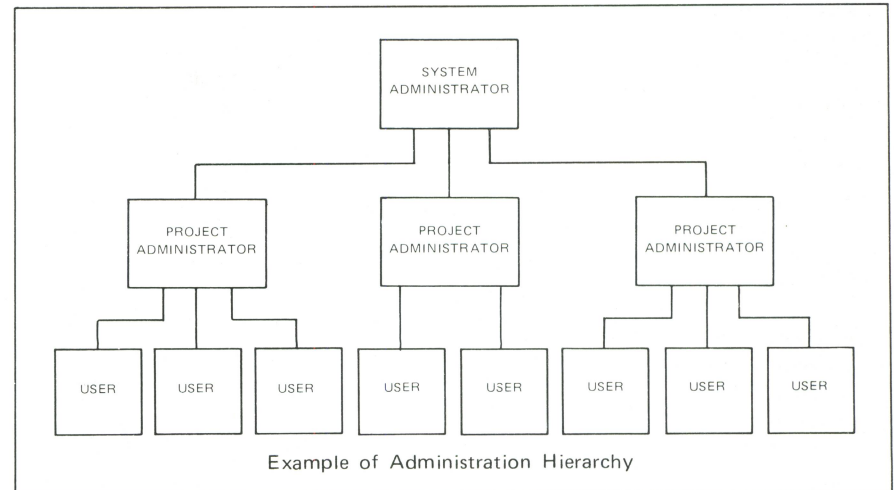 SYSTEM
ADMINISTRATOR
PROJECT
ADMINISTRATOR
PROJECT
ADMINISTRATOR
PROJECT
ADMINISTRATOR
USER
USER
USER
USER
USER
USER
USER
USER
Example of Administration Hierarchy